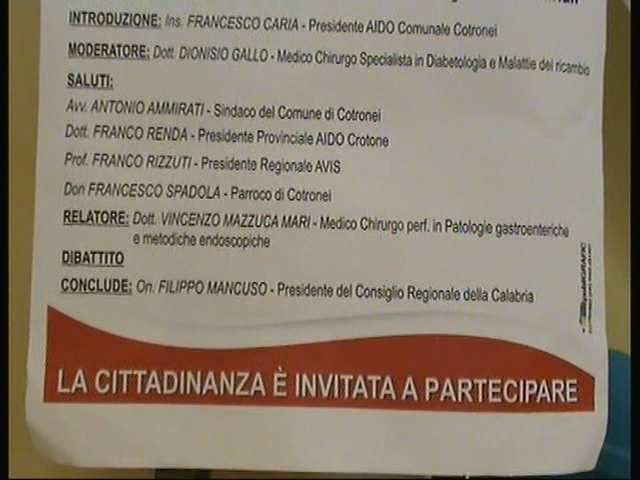 INTRODUZIONE: Ins. FRANCESCO CARIA - Presidente AIDO Comunale Cotronei
MODERATORE: Dott. DIONISIO GALLO - Medico Chirurgo Specialista in Diabetologia e Malattie del ricambio
SALUTI:
Avv. ANTONIO AMMIRATI - Sindaco del Comune di Cotronei
Dott. FRANCO RENDA - Presidente Provinciale AIDO Crotone
Prof. FRANCO RIZZUTI - Presidente Regionale AVIS
Don FRANCESCO SPADOLA - Parroco di Cotronei
RELATORE: Dott. VINCENZO MAZZUCA MARI - Medico Chirurgo perf. in Patologie gastroenteriche
e metodiche endoscopiche
DIBATTITO
CONCLUDE: On. FILIPPO MANCUSO - Presidente del Consiglio Regionale della Calabria
LA CITTADINANZA È INVITATA A PARTECIPARE